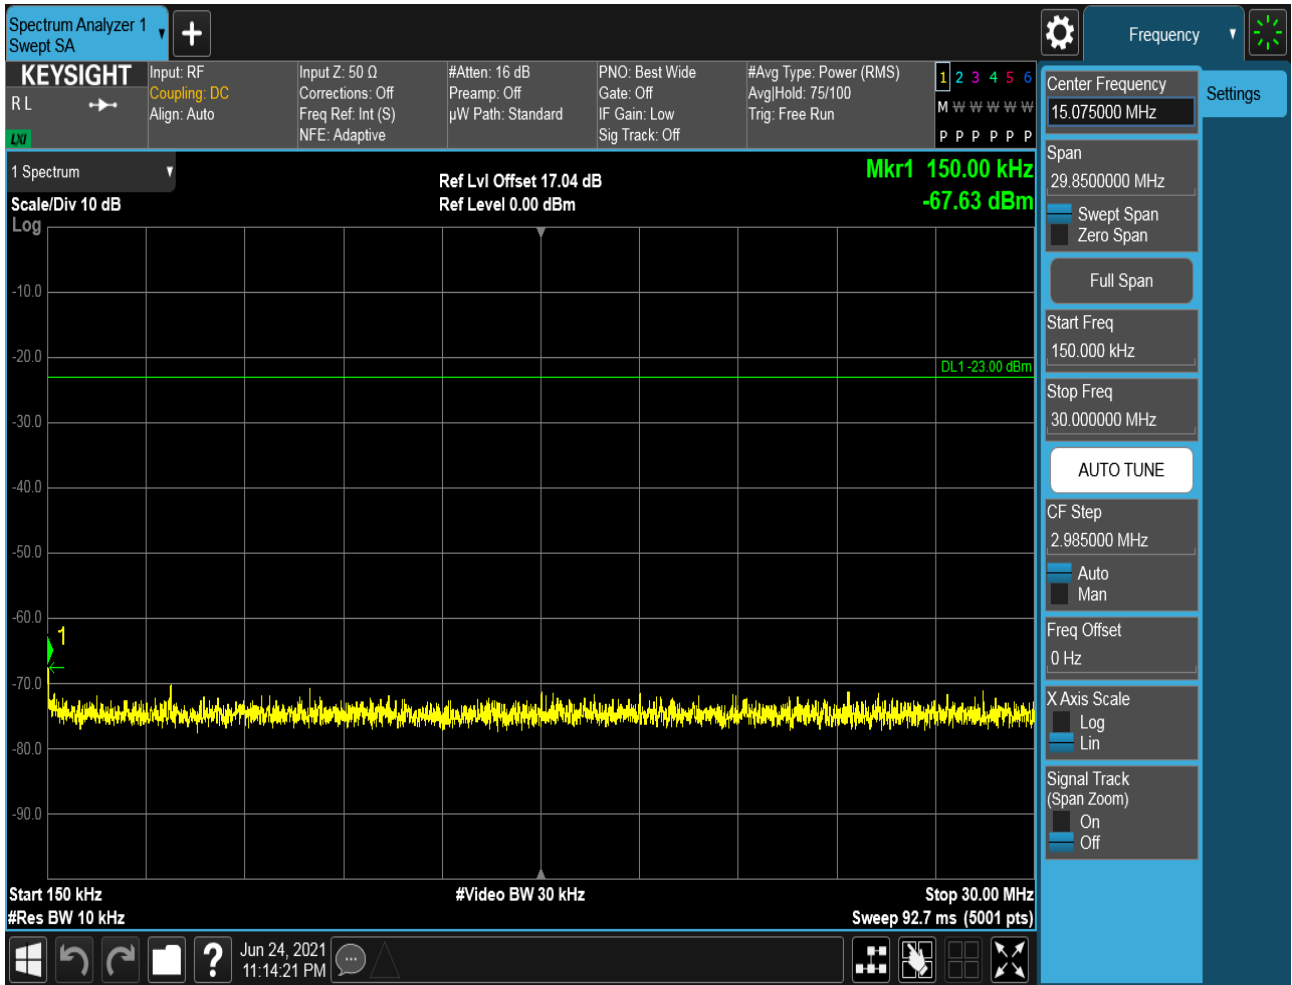 Spectrum Analyzer 1
Swept SA
+
Frequency
KEYSIGHT
R L
LXI
Input: RF
Coupling: DC
Align: Auto
Input Z: 50 Ω
Corrections: Off
Freq Ref: Int (S)
NFE: Adaptive
#Atten: 16 dB
Preamp: Off
µW Path: Standard
PNO: Best Wide
Gate: Off
IF Gain: Low
Sig Track: Off
#Avg Type: Power (RMS)
Avg|Hold: 75/100
Trig: Free Run
1 2 3 4 5 6
M W W W W W
P P P P P P
1 Spectrum
Scale/Div 10 dB
Log
Ref Lvl Offset 17.04 dB
Ref Level 0.00 dBm
Mkr1 150.00 kHz
-67.63 dBm
-10.0
-20.0
DL1 -23.00 dBm
-30.0
-40.0
-50.0
-60.0
1
-70.0
-80.0
-90.0
Start 150 kHz
#Video BW 30 kHz
Stop 30.00 MHz
#Res BW 10 kHz
Sweep 92.7 ms (5001 pts)
?
Jun 24, 2021
11:14:21 PM
Center Frequency
15.075000 MHz
Settings
Span
29.8500000 MHz
Swept Span
Zero Span
Full Span
Start Freq
150.000 kHz
Stop Freq
30.000000 MHz
AUTO TUNE
CF Step
2.985000 MHz
Auto
Man
Freq Offset
0 Hz
X Axis Scale
Log
Lin
Signal Track
(Span Zoom)
On
Off